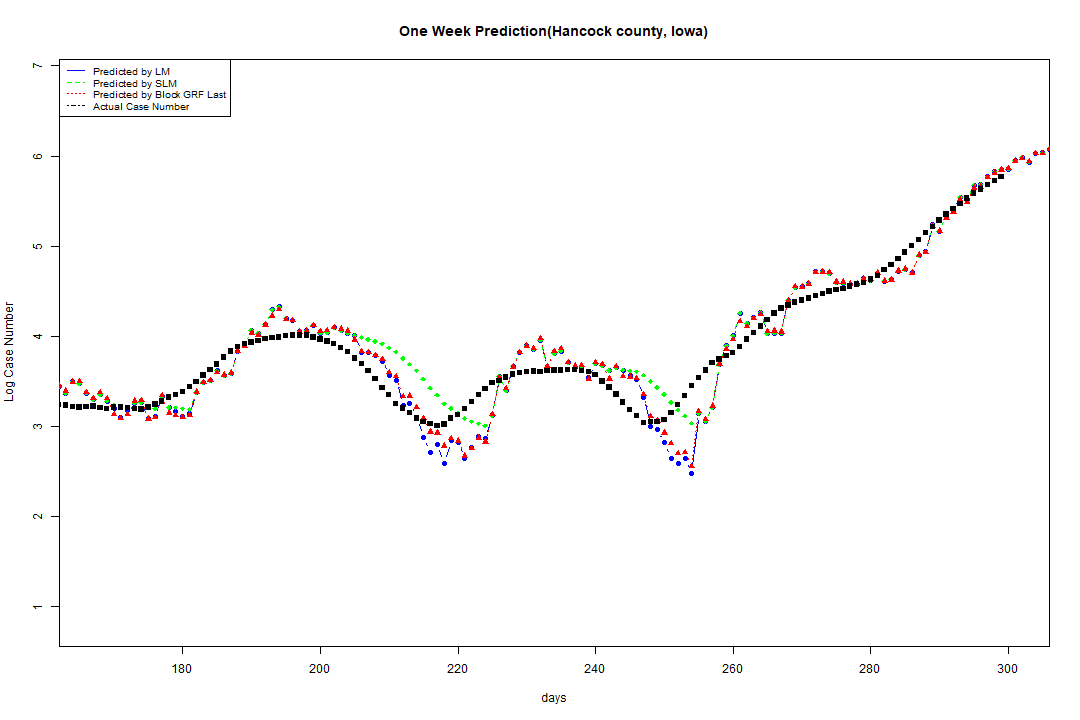 One Week Prediction(Hancock county, Iowa)
7
Predicted by LM
Predicted by SLM
Predicted by Block GRF Last
Actual Case Number
6
5
4
3
2
1
Log Case Number
180 200 220 240 260 280 300
days